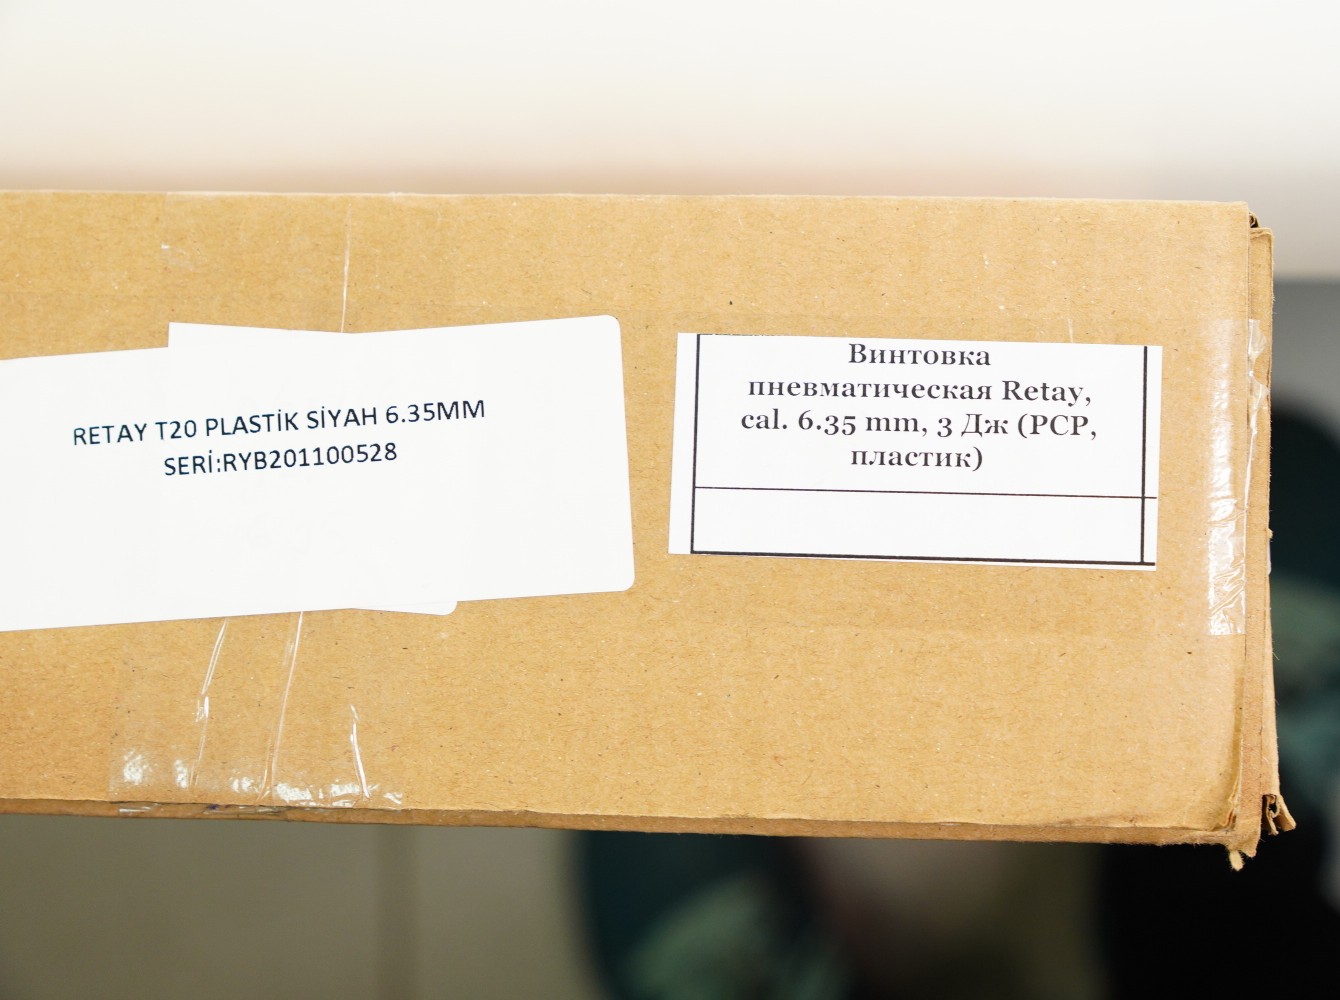 RETAY T20 PLASTİK SİYAH 6.35MM
SERİ:RYB201100528
Винтовка
пневматическая Retay,
cal. 6.35 mm, 3 Дж (PCP,
пластик)